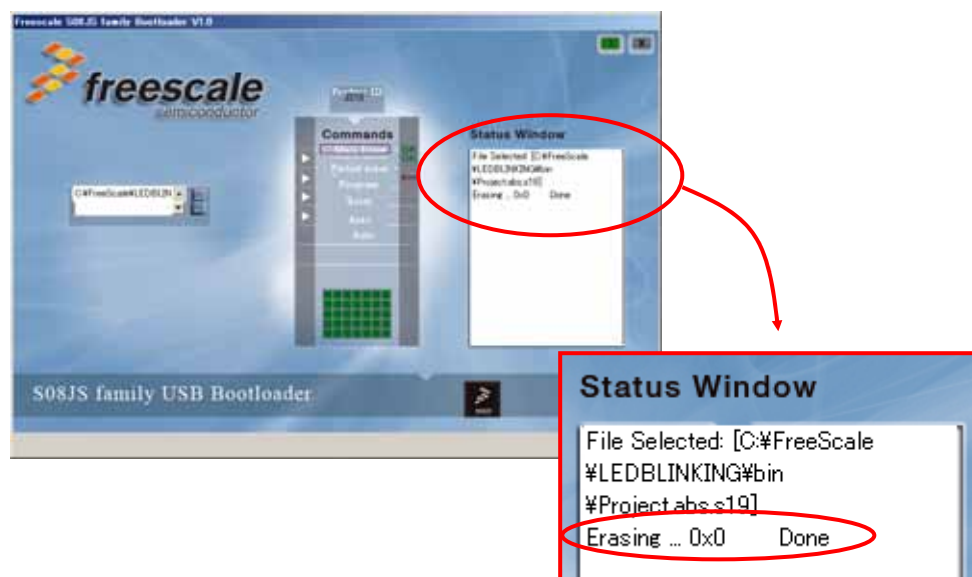 Freescale S08JS family Bootloader V1.0
freescale
semiconductor
Commands
Program
Status Window
File Selected: [C:¥FreeScale
¥LEDBLINKING¥bin
¥Project.abs.s19]
Erasing ... 0x0 Done
C:¥FreeScale¥LEDBLIN
S08JS family USB Bootloader
Status Window
File Selected: [C:¥FreeScale
¥LEDBLINKING¥bin
¥Project.abs.s19]
Erasing ... 0x0 Done